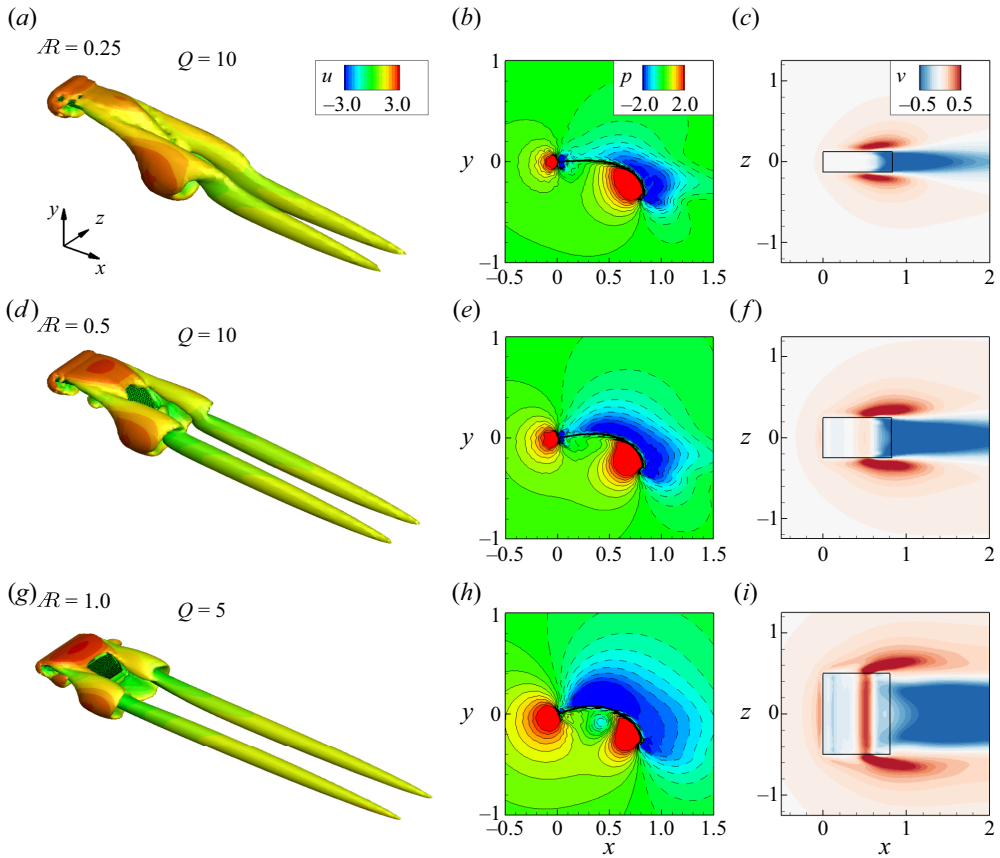 (a)
Æ = 0.25
Q = 10
u
–3.0 3.0
y
z
x
(b)
p
–2.0 2.0
1
y 0
–1
–0.5 0 0.5 1.0 1.5
(c)
v
–0.5 0.5
1
z 0
–1
0 1 2
(d)
Æ = 0.5
Q = 10
(e)
1
y 0
–1
–0.5 0 0.5 1.0 1.5
(f)
1
z 0
–1
0 1 2
(g)
Æ = 1.0
Q = 5
(h)
1
y 0
–1
–0.5 0 0.5 1.0 1.5
x
(i)
1
z 0
–1
0 1 2
x